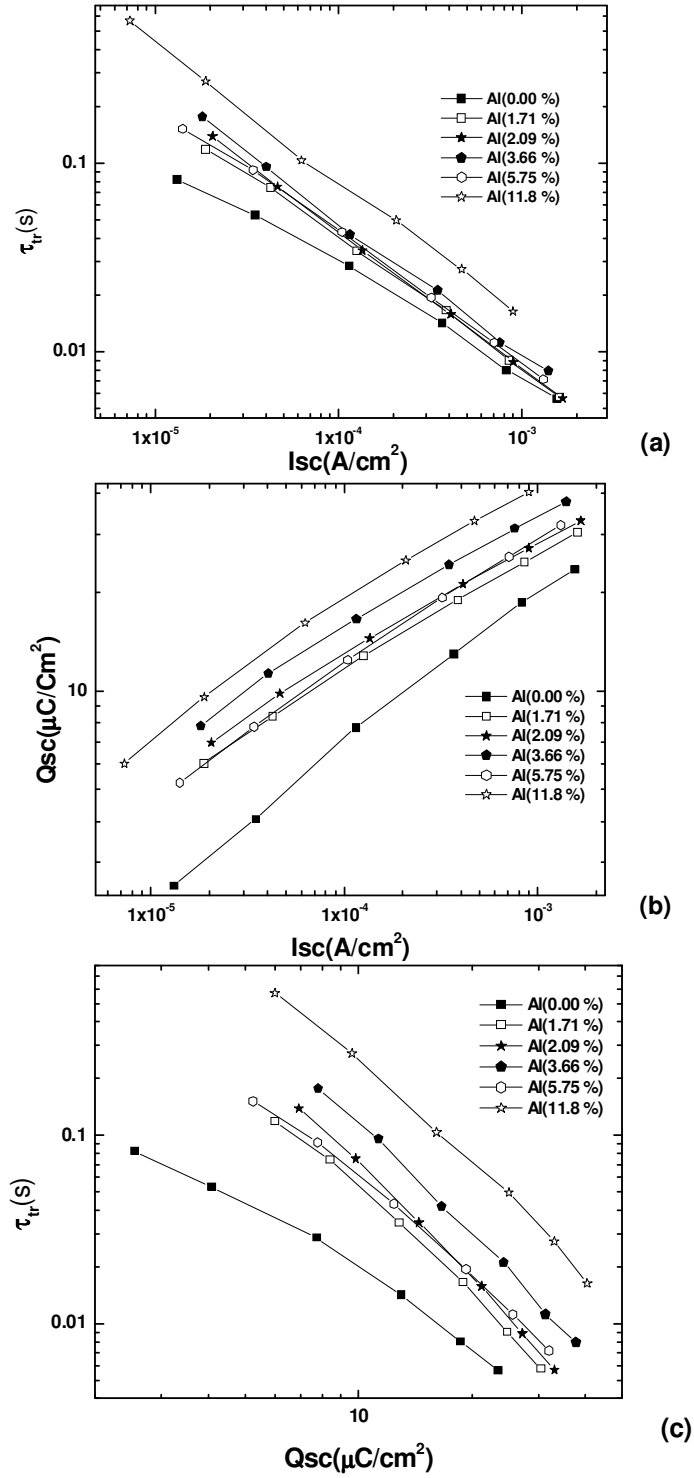 0.1
0.01
τtr(s)
Al(0.00 %)
Al(1.71 %)
Al(2.09 %)
Al(3.66 %)
Al(5.75 %)
Al(11.8 %)
1x10⁻⁵ 1x10⁻⁴ 10⁻³
Isc(A/cm²)
(a)
10
Qsc(μC/Cm²)
Al(0.00 %)
Al(1.71 %)
Al(2.09 %)
Al(3.66 %)
Al(5.75 %)
Al(11.8 %)
1x10⁻⁵ 1x10⁻⁴ 10⁻³
Isc(A/cm²)
(b)
0.1
0.01
τtr(s)
Al(0.00 %)
Al(1.71 %)
Al(2.09 %)
Al(3.66 %)
Al(5.75 %)
Al(11.8 %)
10
Qsc(μC/cm²)
(c)